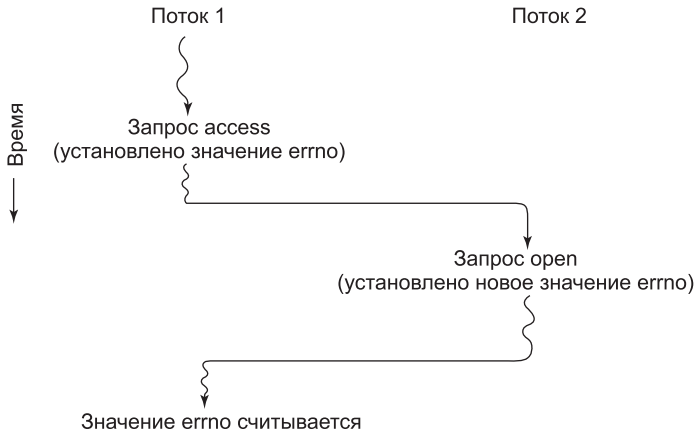 Поток 1
Поток 2
Время
Запрос access
(установлено значение errno)
Запрос open
(установлено новое значение errno)
Значение errno считывается